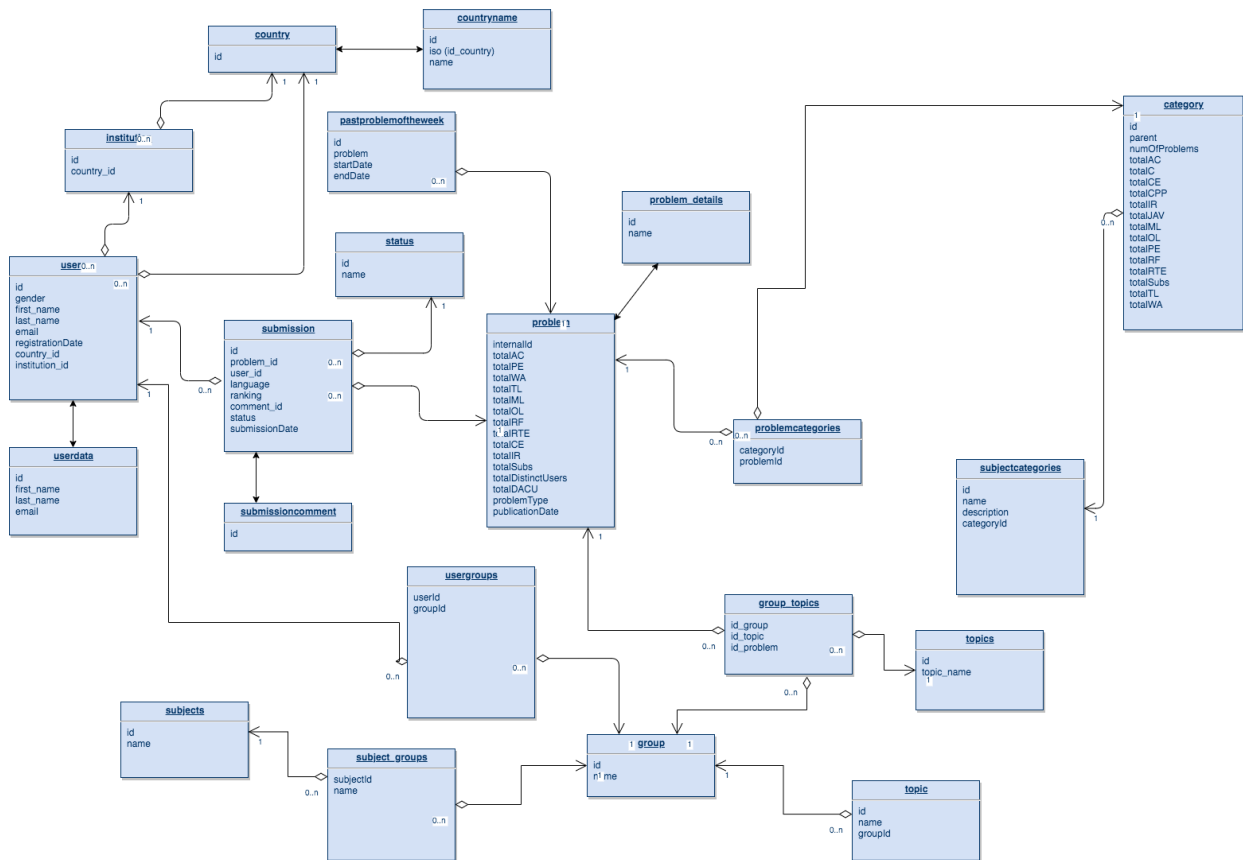 countryname
id
iso (id_country)
name
country
id
1
1
pastproblemoftheweek
id
problem
startDate
endDate
0..n
category
1
id
parent
numOfProblems
totalAC
totalC
totalCE
totalCPP
totalIR
totalJAV
totalML
totalOL
totalPE
totalRF
totalRTE
totalSubs
totalTL
totalWA
0..n
0..n
id
country_id
1
problem_details
id
name
status
id
name
1
user
0..n
0..n
id
gender
first_name
last_name
email
registrationDate
country_id
institution_id
1
1
submission
id
problem_id
user_id
language
ranking
comment_id
status
submissionDate
0..n
0..n
0..n
1
internalId
totalAC
totalPE
totalWA
totalTL
totalML
totalOL
totalRF
1
totalCE
totalIR
totalSubs
totalDistinctUsers
totalDACU
problemType
publicationDate
1
1
problemcategories
0..n
0..n
categoryId
problemId
subjectcategories
id
name
description
categoryId
1
userdata
id
first_name
last_name
email
submissioncomment
id
usergroups
userId
groupId
0..n
0..n
group_topics
id_group
id_topic
id_problem
0..n
0..n
0..n
topics
id
topic_name
1
subjects
id
name
1
subject_groups
subjectId
name
0..n
0..n
group
1
1
id
1
1
topic
id
name
groupId
0..n